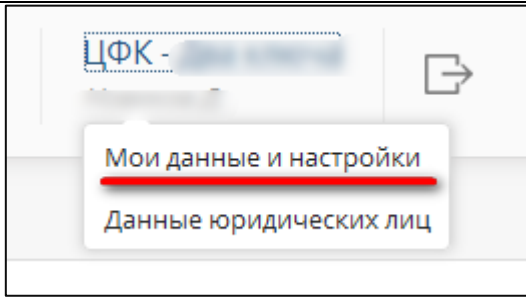 ЦФК -
Мои данные и настройки
Данные юридических лиц